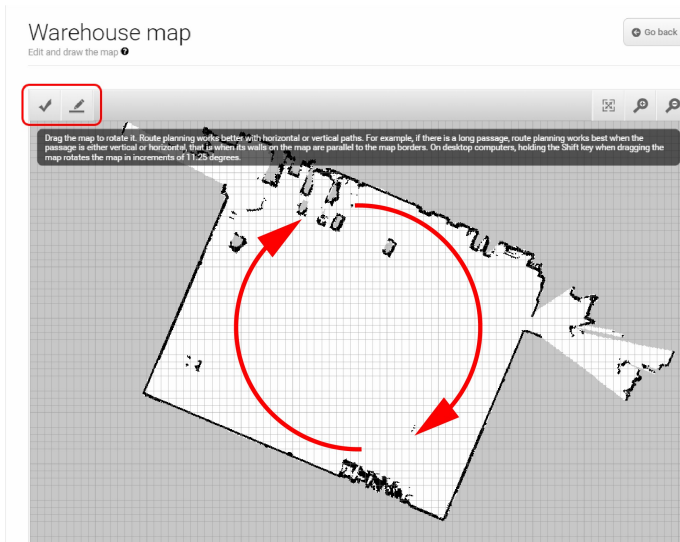 Warehouse map
Go back
Edit and draw the map ?
Drag the map to rotate it. Route planning works better with horizontal or vertical paths. For example, if there is a long passage, route planning works best when the
passage is either vertical or horizontal, that is when its walls on the map are parallel to the map borders. On desktop computers, holding the Shift key when dragging the
map rotates the map in increments of 11.25 degrees.